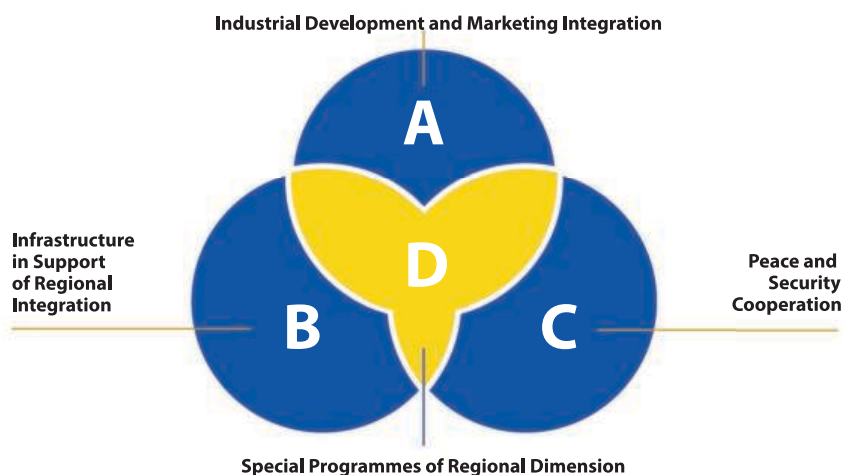 Industrial Development and Marketing Integration
A
Infrastructure
in Support
of Regional
Integration
D
Peace and
Security
Cooperation
B
C
Special Programmes of Regional Dimension